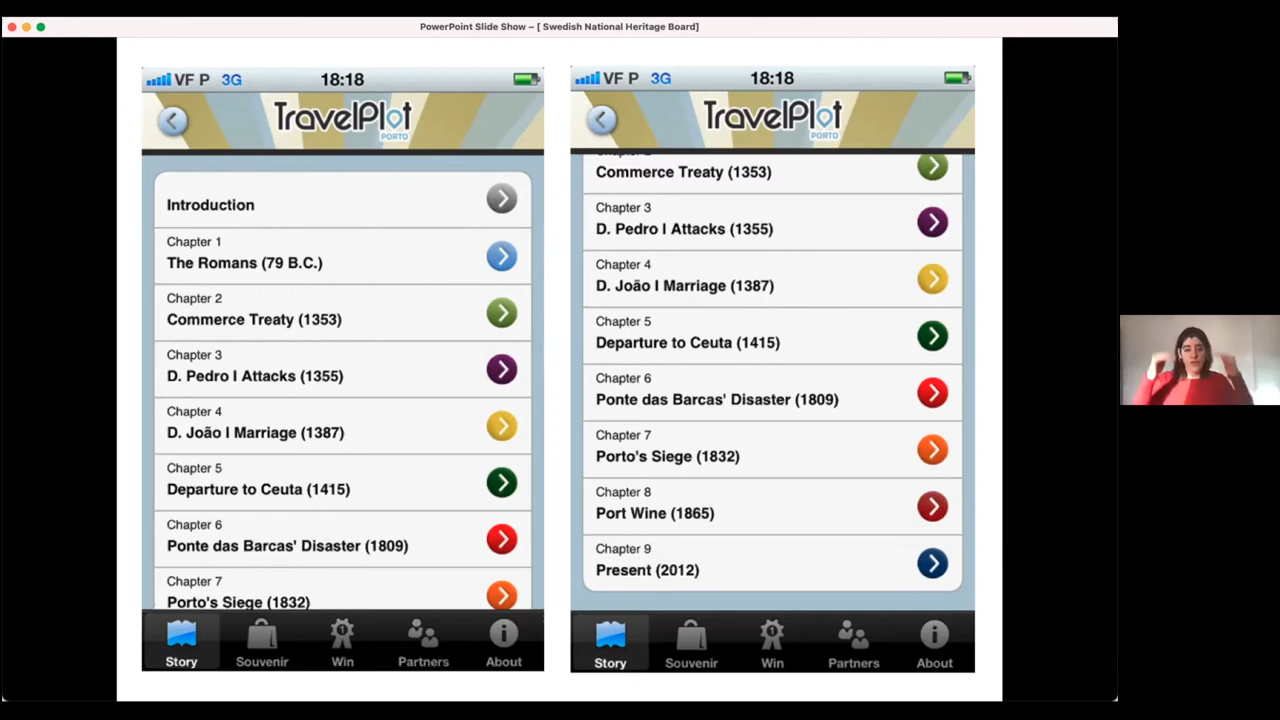 PowerPoint Slide Show – [ Swedish National Heritage Board]
VF P 3G 18:18
TravelPlot
PORTO
Introduction
Chapter 1
The Romans (79 B.C.)
Chapter 2
Commerce Treaty (1353)
Chapter 3
D. Pedro I Attacks (1355)
Chapter 4
D. João I Marriage (1387)
Chapter 5
Departure to Ceuta (1415)
Chapter 6
Ponte das Barcas' Disaster (1809)
Chapter 7
Porto's Siege (1832)
Story Souvenir Win Partners About
VF P 3G 18:18
TravelPlot
PORTO
Commerce Treaty (1353)
Chapter 3
D. Pedro I Attacks (1355)
Chapter 4
D. João I Marriage (1387)
Chapter 5
Departure to Ceuta (1415)
Chapter 6
Ponte das Barcas' Disaster (1809)
Chapter 7
Porto's Siege (1832)
Chapter 8
Port Wine (1865)
Chapter 9
Present (2012)
Story Souvenir Win Partners About